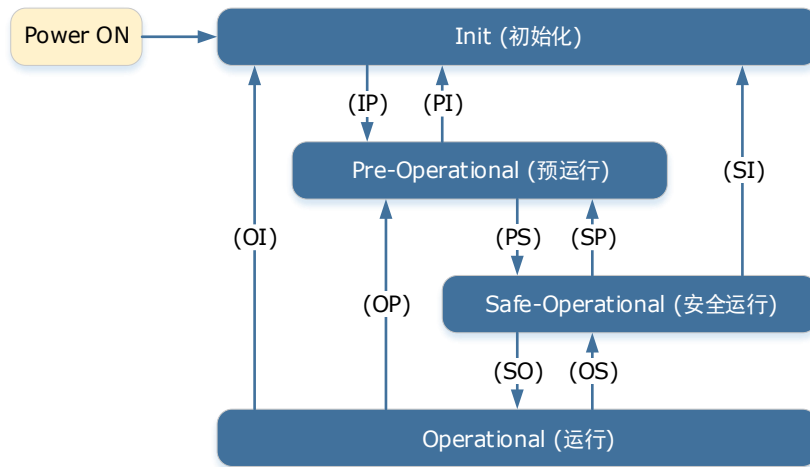 Power ON
Init (初始化)
(IP)
(PI)
Pre-Operational (预运行)
(SI)
(OI)
(PS)
(SP)
Safe-Operational (安全运行)
(OP)
(SO)
(OS)
Operational (运行)